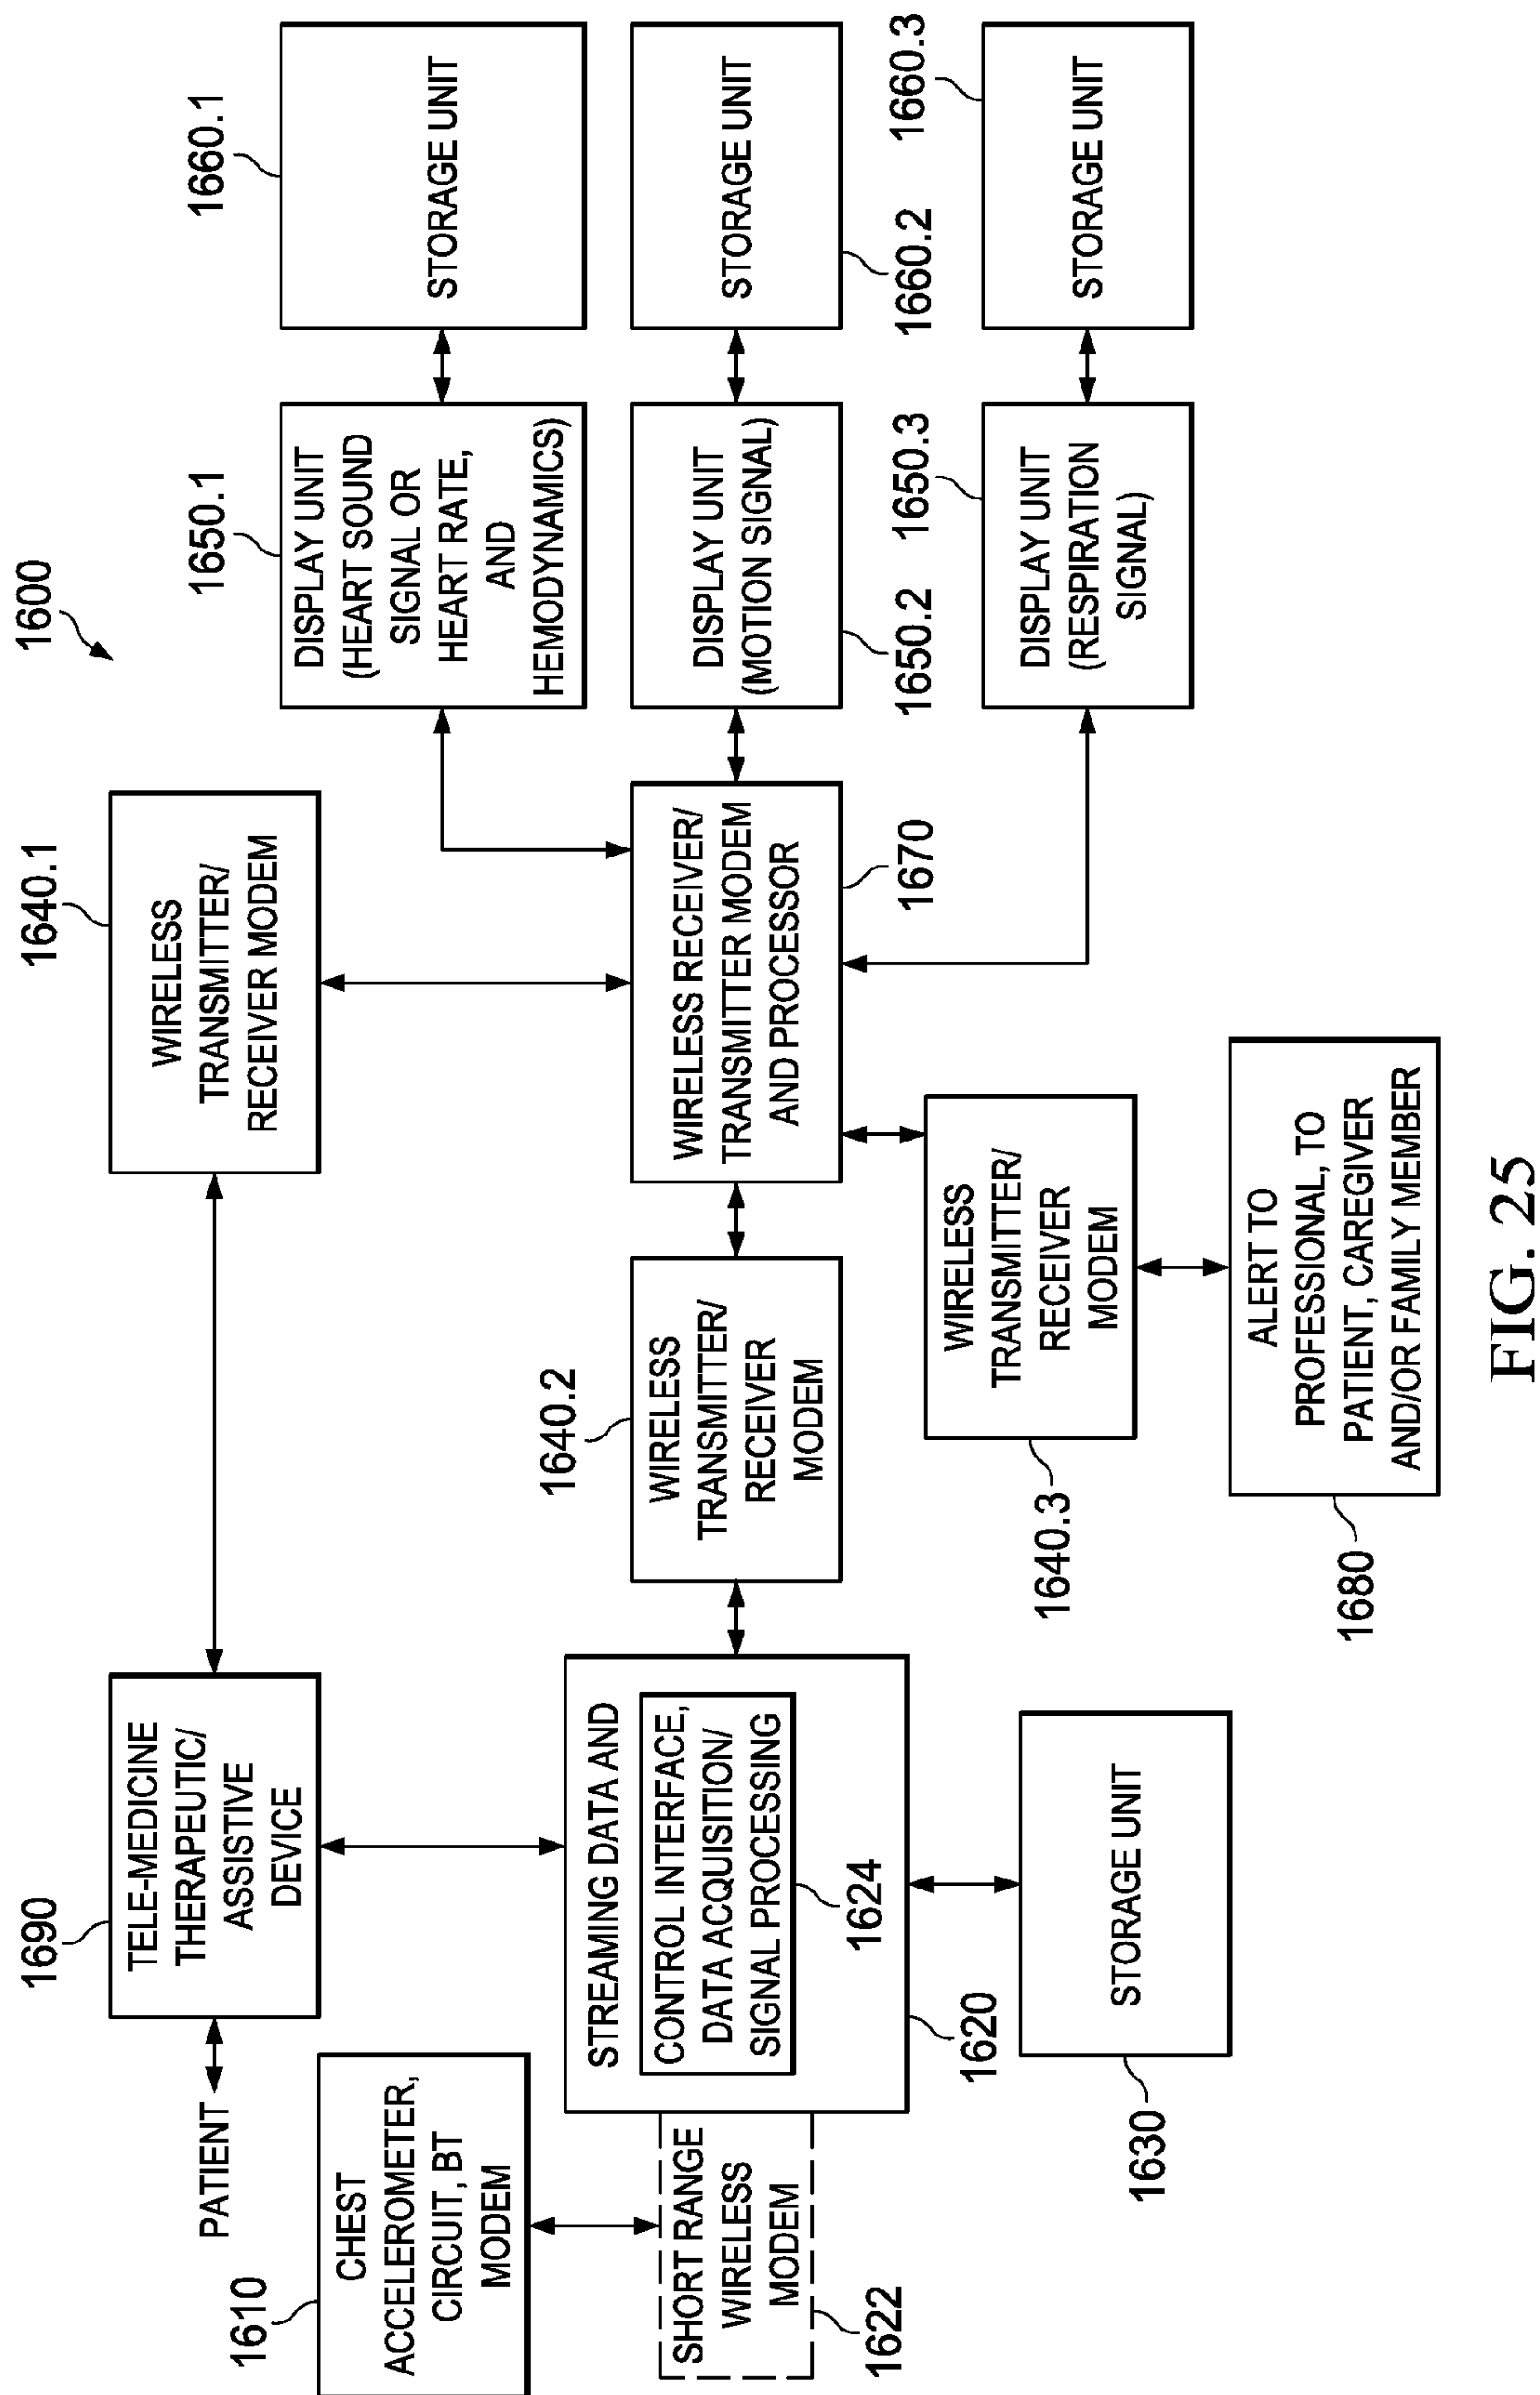 1600
1690
TELE-MEDICINE
THERAPEUTIC/
ASSISTIVE
DEVICE
PATIENT
1640.1
WIRELESS
TRANSMITTER/
RECEIVER MODEM
1610
CHEST
ACCELEROMETER,
CIRCUIT, BT
MODEM
SHORT RANGE
WIRELESS
MODEM
1622
STREAMING DATA AND
CONTROL INTERFACE,
DATA ACQUISITION/
SIGNAL PROCESSING
1624
1620
1630
STORAGE UNIT
1640.2
WIRELESS
TRANSMITTER/
RECEIVER
MODEM
WIRELESS RECEIVER/
TRANSMITTER MODEM
AND PROCESSOR
1670
WIRELESS
TRANSMITTER/
RECEIVER
MODEM
1640.3
ALERT TO
PROFESSIONAL, TO
PATIENT, CAREGIVER
AND/OR FAMILY MEMBER
1680
1650.1
DISPLAY UNIT
(HEART SOUND
SIGNAL OR
HEART RATE,
AND
HEMODYNAMICS)
1660.1
STORAGE UNIT
DISPLAY UNIT
(MOTION SIGNAL)
1650.2
STORAGE UNIT
1660.2
1650.3
DISPLAY UNIT
(RESPIRATION
SIGNAL)
1660.3
STORAGE UNIT
FIG. 25